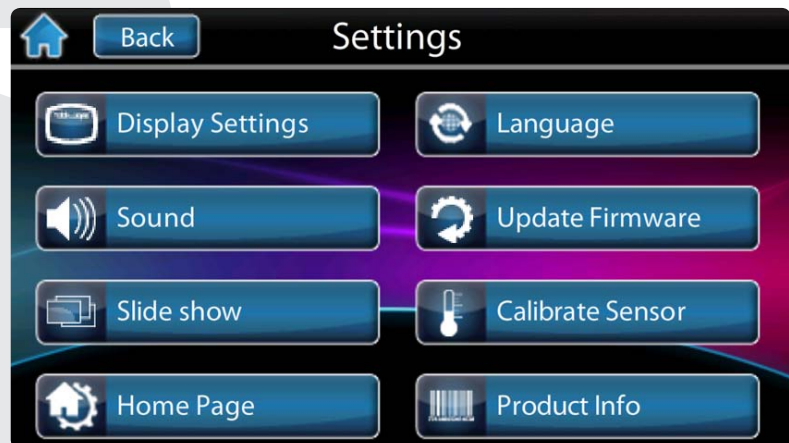 Back
Settings
Display Settings
Language
Sound
Update Firmware
Slide show
Calibrate Sensor
Home Page
Product Info